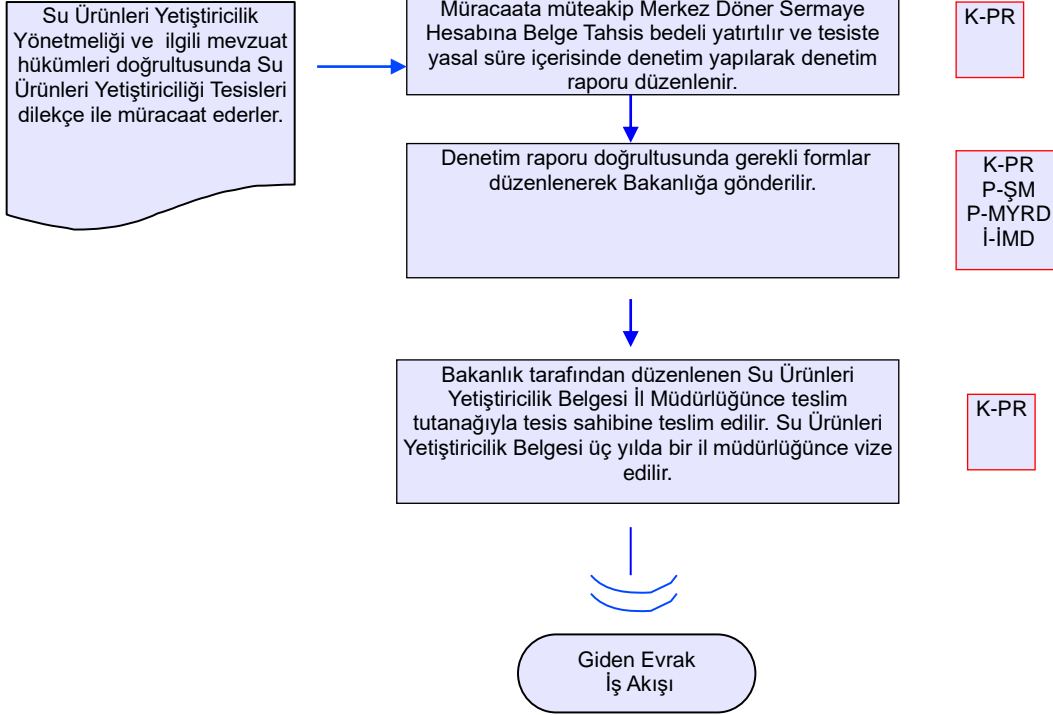 Su Ürünleri Yetiştiricilik
Yönetmeliği ve ilgili mevzuat
hükümleri doğrultusunda Su
Ürünleri Yetiştiriciliği Tesisleri
dilekçe ile müracaat ederler.
Müracaata müteakip Merkez Döner Sermaye
Hesabına Belge Tahsis bedeli yatırtılır ve tesiste
yasal süre içerisinde denetim yapılarak denetim
raporu düzenlenir.
K-PR
Denetim raporu doğrultusunda gerekli formlar
düzenlenerek Bakanlığa gönderilir.
K-PR
P-ŞM
P-MYRD
İ-İMD
Bakanlık tarafından düzenlenen Su Ürünleri
Yetiştiricilik Belgesi İl Müdürlüğünce teslim
tutanağıyla tesis sahibine teslim edilir. Su Ürünleri
Yetiştiricilik Belgesi üç yılda bir il müdürlüğünce vize
edilir.
K-PR
Giden Evrak
İş Akışı